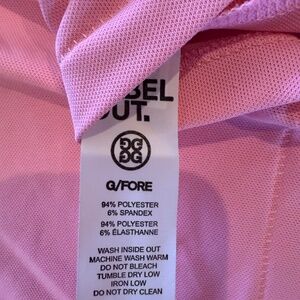 BEL
OUT.
G/FORE
94% POLYESTER
6% SPANDEX
94% POLYESTER
6% ÉLASTHANNE
WASH INSIDE OUT
MACHINE WASH WARM
DO NOT BLEACH
TUMBLE DRY LOW
IRON LOW
DO NOT DRY CLEAN